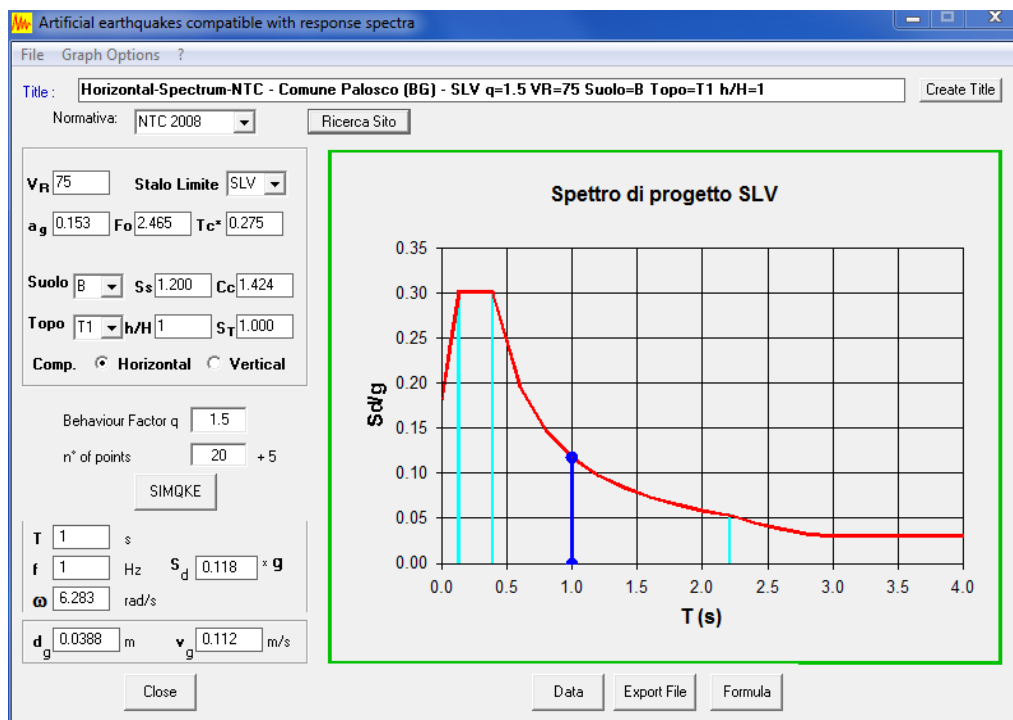 Artificial earthquakes compatible with response spectra
File Graph Options ?
Title : Horizontal-Spectrum-NTC - Comune Palosco (BG) - SLV q=1.5 VR=75 Suolo=B Topo=T1 h/H=1 Create Title
Normativa: NTC 2008 Ricerca Sito
VR 75 Stalo Limite SLV
ag 0.153 Fo 2.465 Tc* 0.275
Suolo B Ss 1.200 Cc 1.424
Topo T1 h/H 1 ST 1.000
Comp. Horizontal Vertical
Behaviour Factor q 1.5
n° of points 20 + 5
SIMQKE
T 1 s
f 1 Hz Sd 0.118 x g
ω 6.283 rad/s
dg 0.0388 m vg 0.112 m/s
Close
Spettro di progetto SLV
Sd/g
0.35
0.30
0.25
0.20
0.15
0.10
0.05
0.00
0.0 0.5 1.0 1.5 2.0 2.5 3.0 3.5 4.0
T (s)
Data Export File Formula